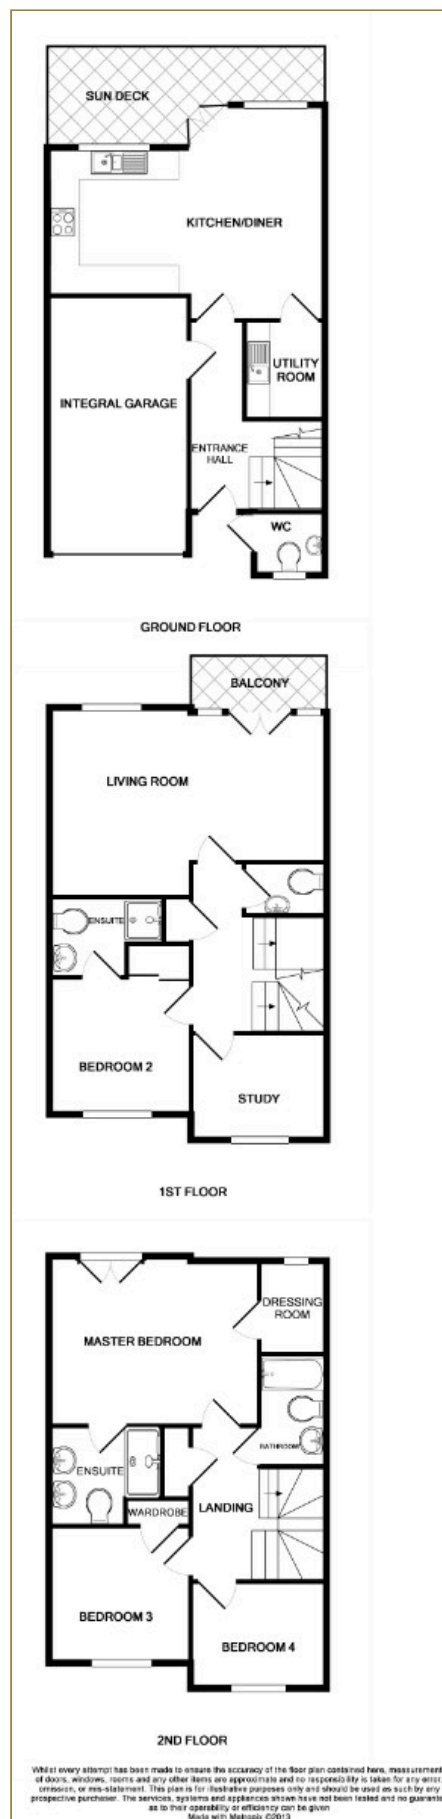 SUN DECK
KITCHEN/DINER
UTILITY
ROOM
INTEGRAL GARAGE
ENTRANCE
HALL
WC
GROUND FLOOR
BALCONY
LIVING ROOM
ENSUITE
BEDROOM 2
STUDY
1ST FLOOR
DRESSING
ROOM
MASTER BEDROOM
BATHROOM
ENSUITE
WARDROBE
LANDING
BEDROOM 3
BEDROOM 4
2ND FLOOR
Whilst every attempt has been made to ensure the accuracy of the floor plan contained here, measurements
of doors, windows, rooms and any other items are approximate and no responsibility is taken for any error,
omission, or mis-statement. This plan is for illustrative purposes only and should be used as such by any
prospective purchaser. The services, systems and appliances shown have not been tested and no guarantee
as to their operability or efficiency can be given
Made with Metropix ©2013